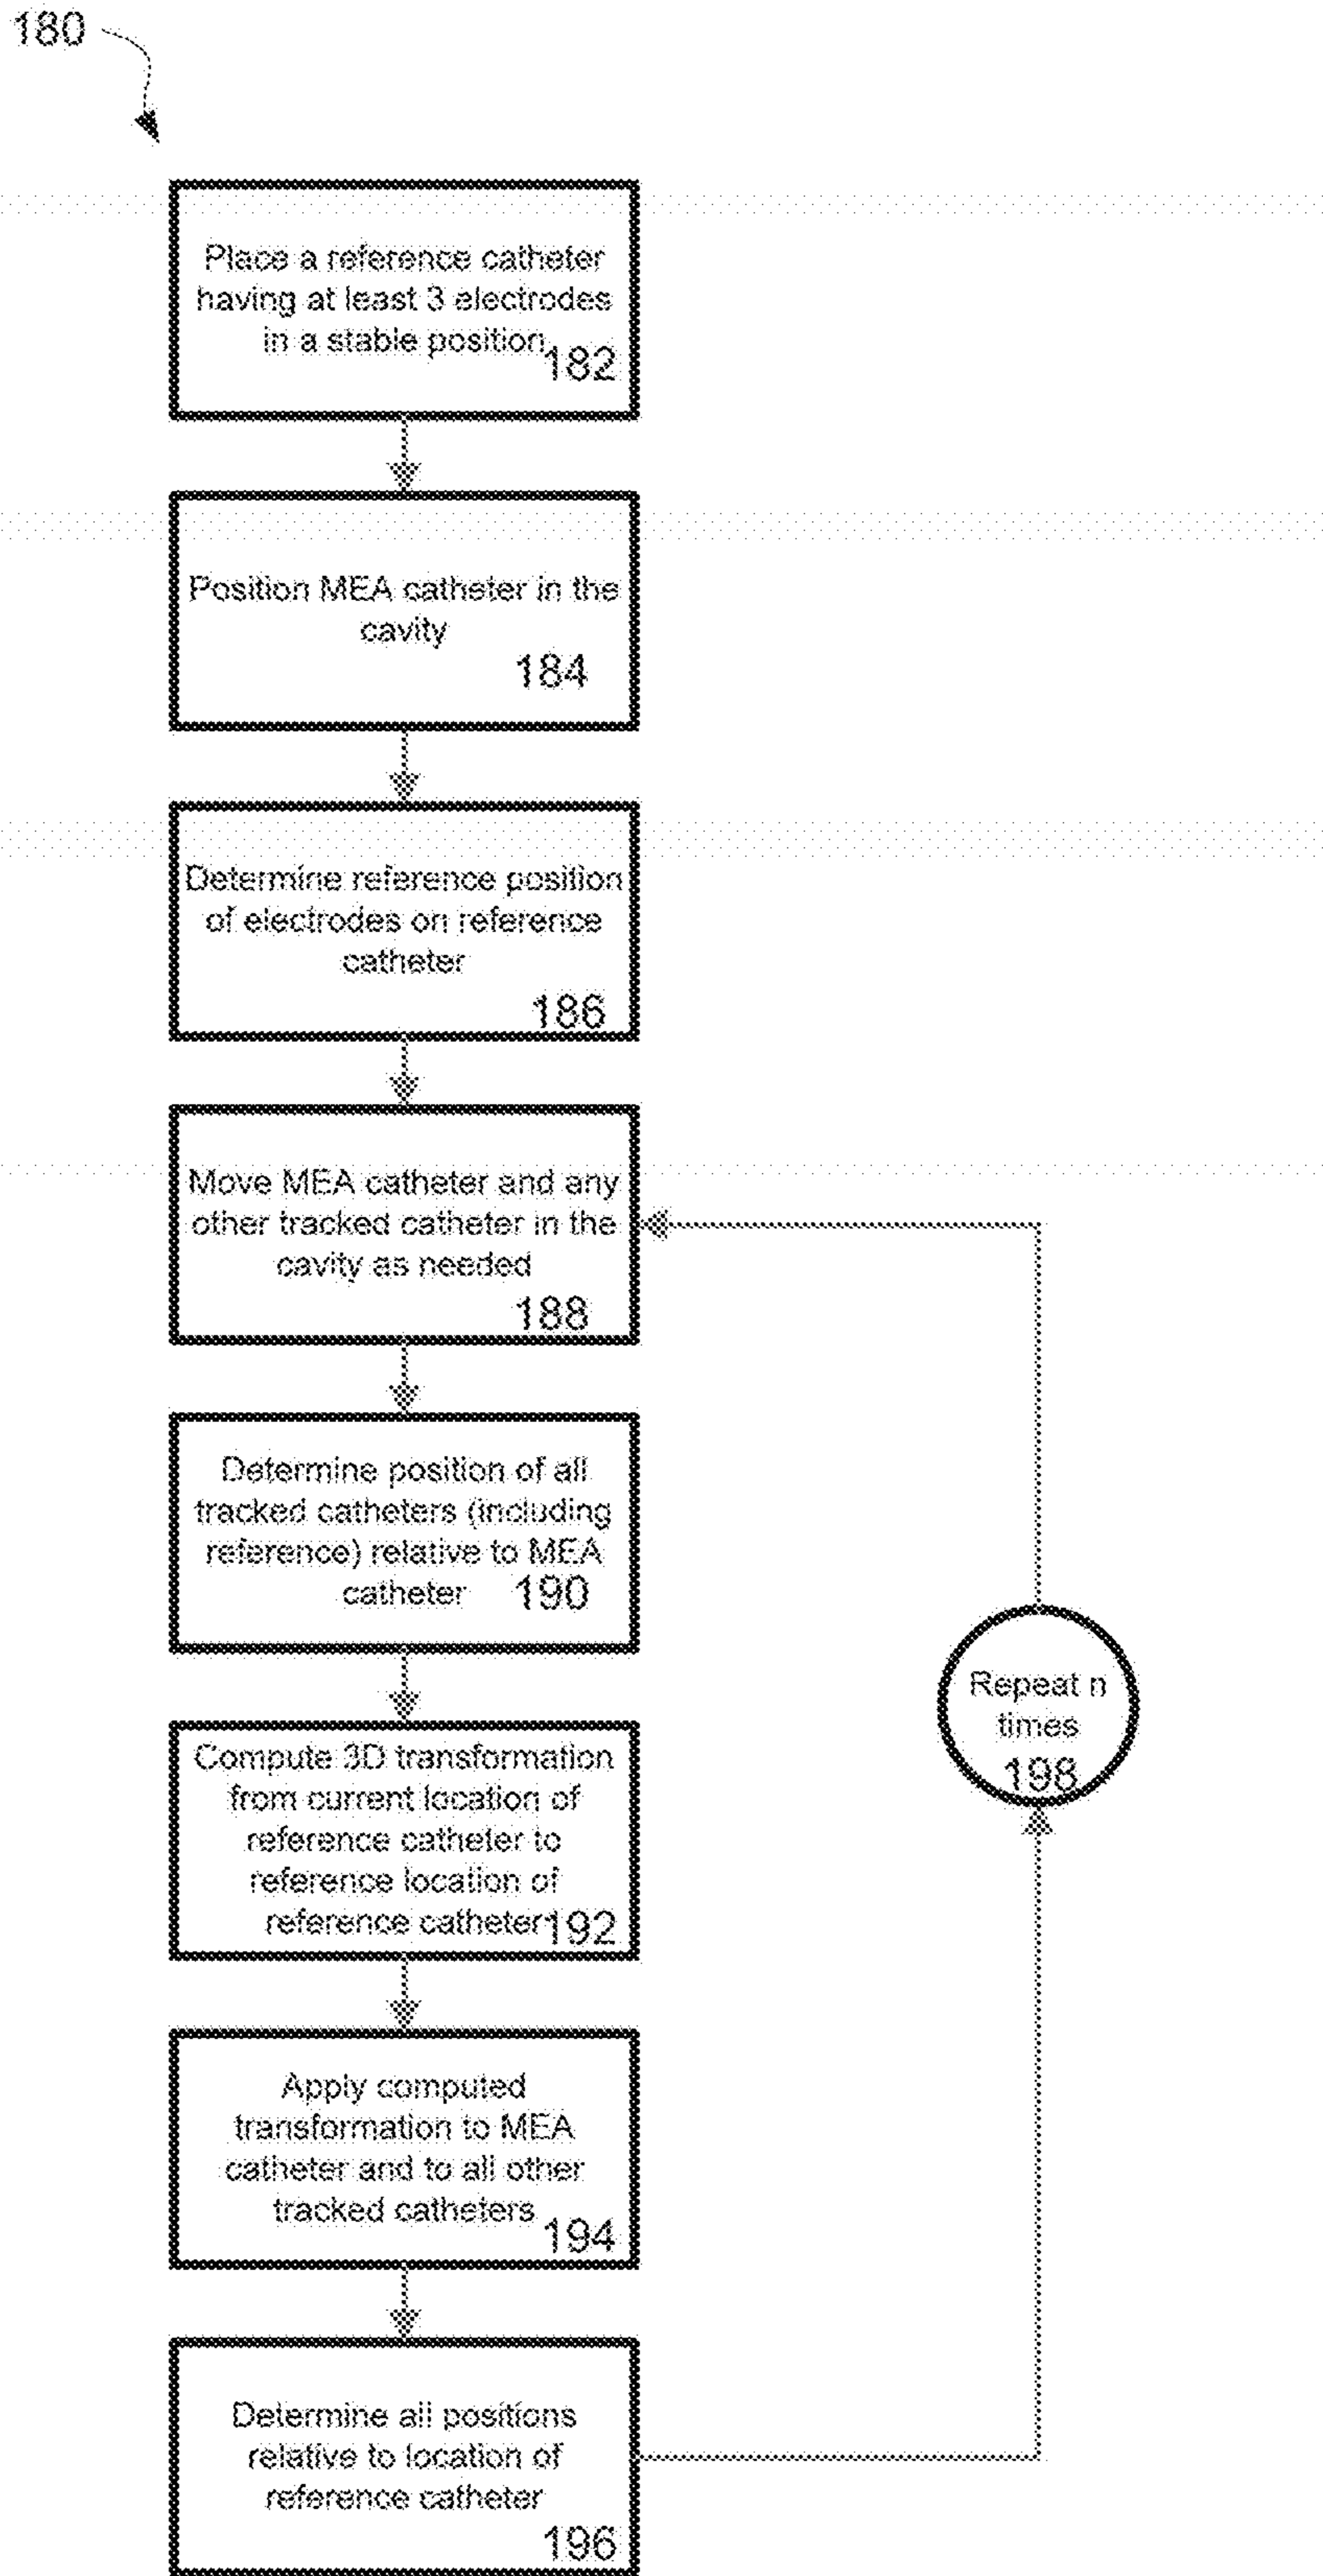 180
Place a reference catheter
having at least 3 electrodes
in a stable position
182
Position MEA catheter in the
cavity
184
Determine reference position
of electrodes on reference
catheter
186
Move MEA catheter and any
other tracked catheter in the
cavity as needed
188
Determine position of all
tracked catheters (including
reference) relative to MEA
catheter 190
Compute 3D transformation
from current location of
reference catheter to
reference location of
reference catheter 192
Apply computed
transformation to MEA
catheter and to all other
tracked catheters
194
Determine all positions
relative to location of
reference catheter
196
Repeat n
times
198